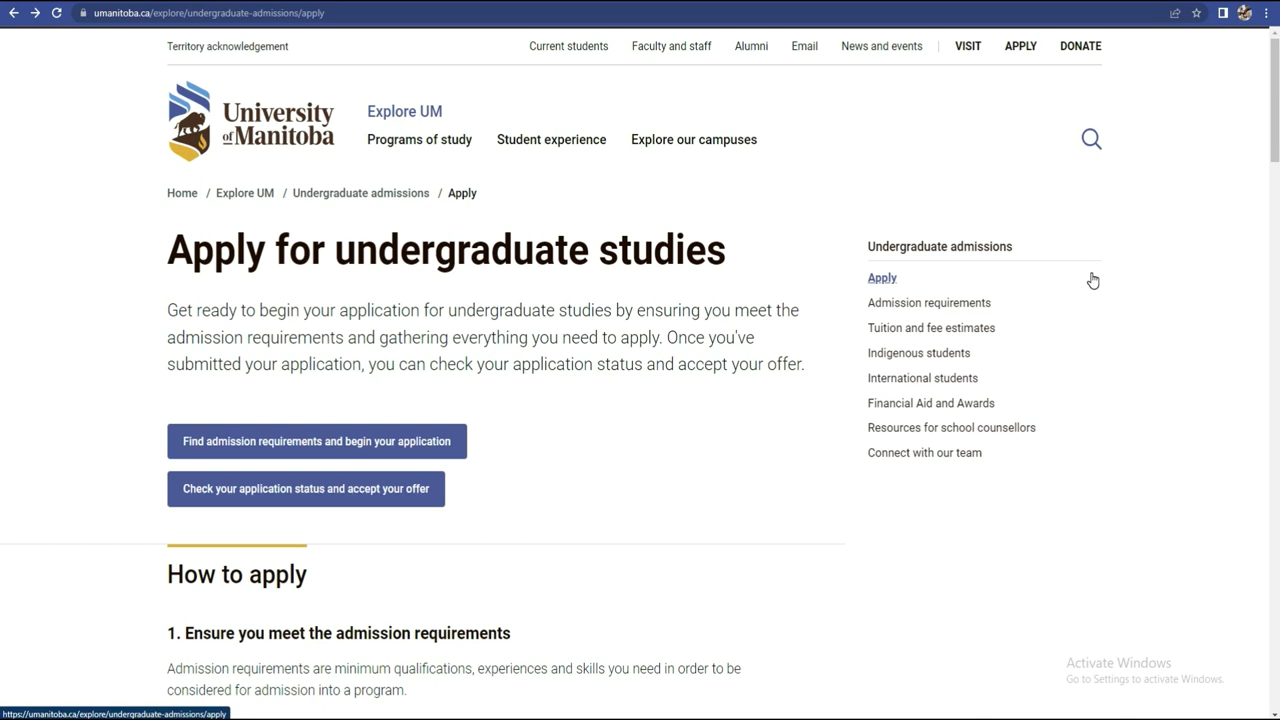 umanitoba.ca/explore/undergraduate-admissions/apply
Territory acknowledgement
Current students
Faculty and staff
Alumni
Email
News and events
VISIT
APPLY
DONATE
University
of Manitoba
Explore UM
Programs of study
Student experience
Explore our campuses
Home / Explore UM / Undergraduate admissions / Apply
Apply for undergraduate studies
Get ready to begin your application for undergraduate studies by ensuring you meet the
admission requirements and gathering everything you need to apply. Once you've
submitted your application, you can check your application status and accept your offer.
Find admission requirements and begin your application
Check your application status and accept your offer
Undergraduate admissions
Apply
Admission requirements
Tuition and fee estimates
Indigenous students
International students
Financial Aid and Awards
Resources for school counsellors
Connect with our team
How to apply
1. Ensure you meet the admission requirements
Admission requirements are minimum qualifications, experiences and skills you need in order to be
considered for admission into a program.
Activate Windows
Go to Settings to activate Windows.
https://umanitoba.ca/explore/undergraduate-admissions/apply